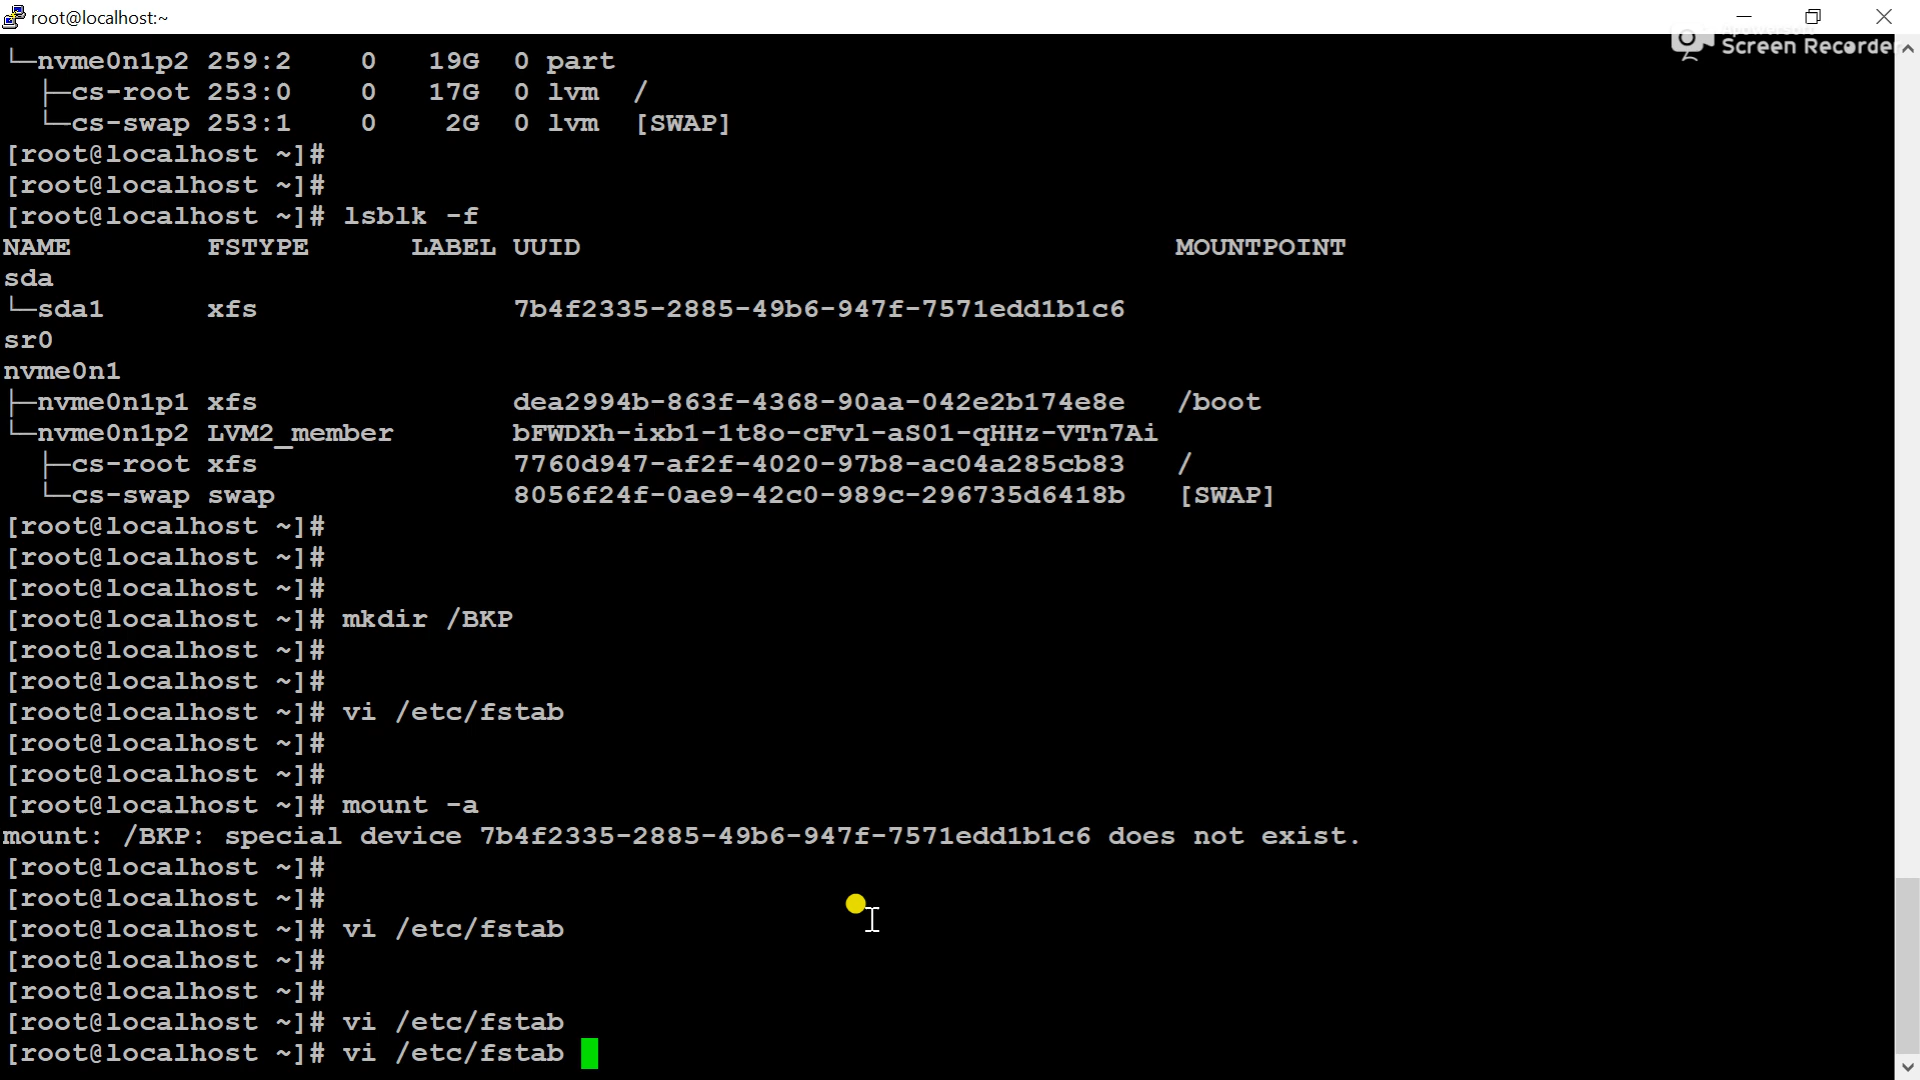 root@localhost:~
Screen Recorder
└─nvme0n1p2 259:2    0   19G  0 part
  ├─cs-root 253:0    0   17G  0 lvm  /
  └─cs-swap 253:1    0    2G  0 lvm  [SWAP]
[root@localhost ~]#
[root@localhost ~]#
[root@localhost ~]# lsblk -f
NAME        FSTYPE      LABEL UUID                                   MOUNTPOINT
sda
└─sda1      xfs               7b4f2335-2885-49b6-947f-7571edd1b1c6
sr0
nvme0n1
├─nvme0n1p1 xfs               dea2994b-863f-4368-90aa-042e2b174e8e   /boot
└─nvme0n1p2 LVM2_member       bFWDXh-ixb1-1t8o-cFvl-aS01-qHHz-VTn7Ai
  ├─cs-root xfs               7760d947-af2f-4020-97b8-ac04a285cb83   /
  └─cs-swap swap              8056f24f-0ae9-42c0-989c-296735d6418b   [SWAP]
[root@localhost ~]#
[root@localhost ~]#
[root@localhost ~]#
[root@localhost ~]# mkdir /BKP
[root@localhost ~]#
[root@localhost ~]#
[root@localhost ~]# vi /etc/fstab
[root@localhost ~]#
[root@localhost ~]#
[root@localhost ~]# mount -a
mount: /BKP: special device 7b4f2335-2885-49b6-947f-7571edd1b1c6 does not exist.
[root@localhost ~]#
[root@localhost ~]#
[root@localhost ~]# vi /etc/fstab
[root@localhost ~]#
[root@localhost ~]#
[root@localhost ~]# vi /etc/fstab
[root@localhost ~]# vi /etc/fstab